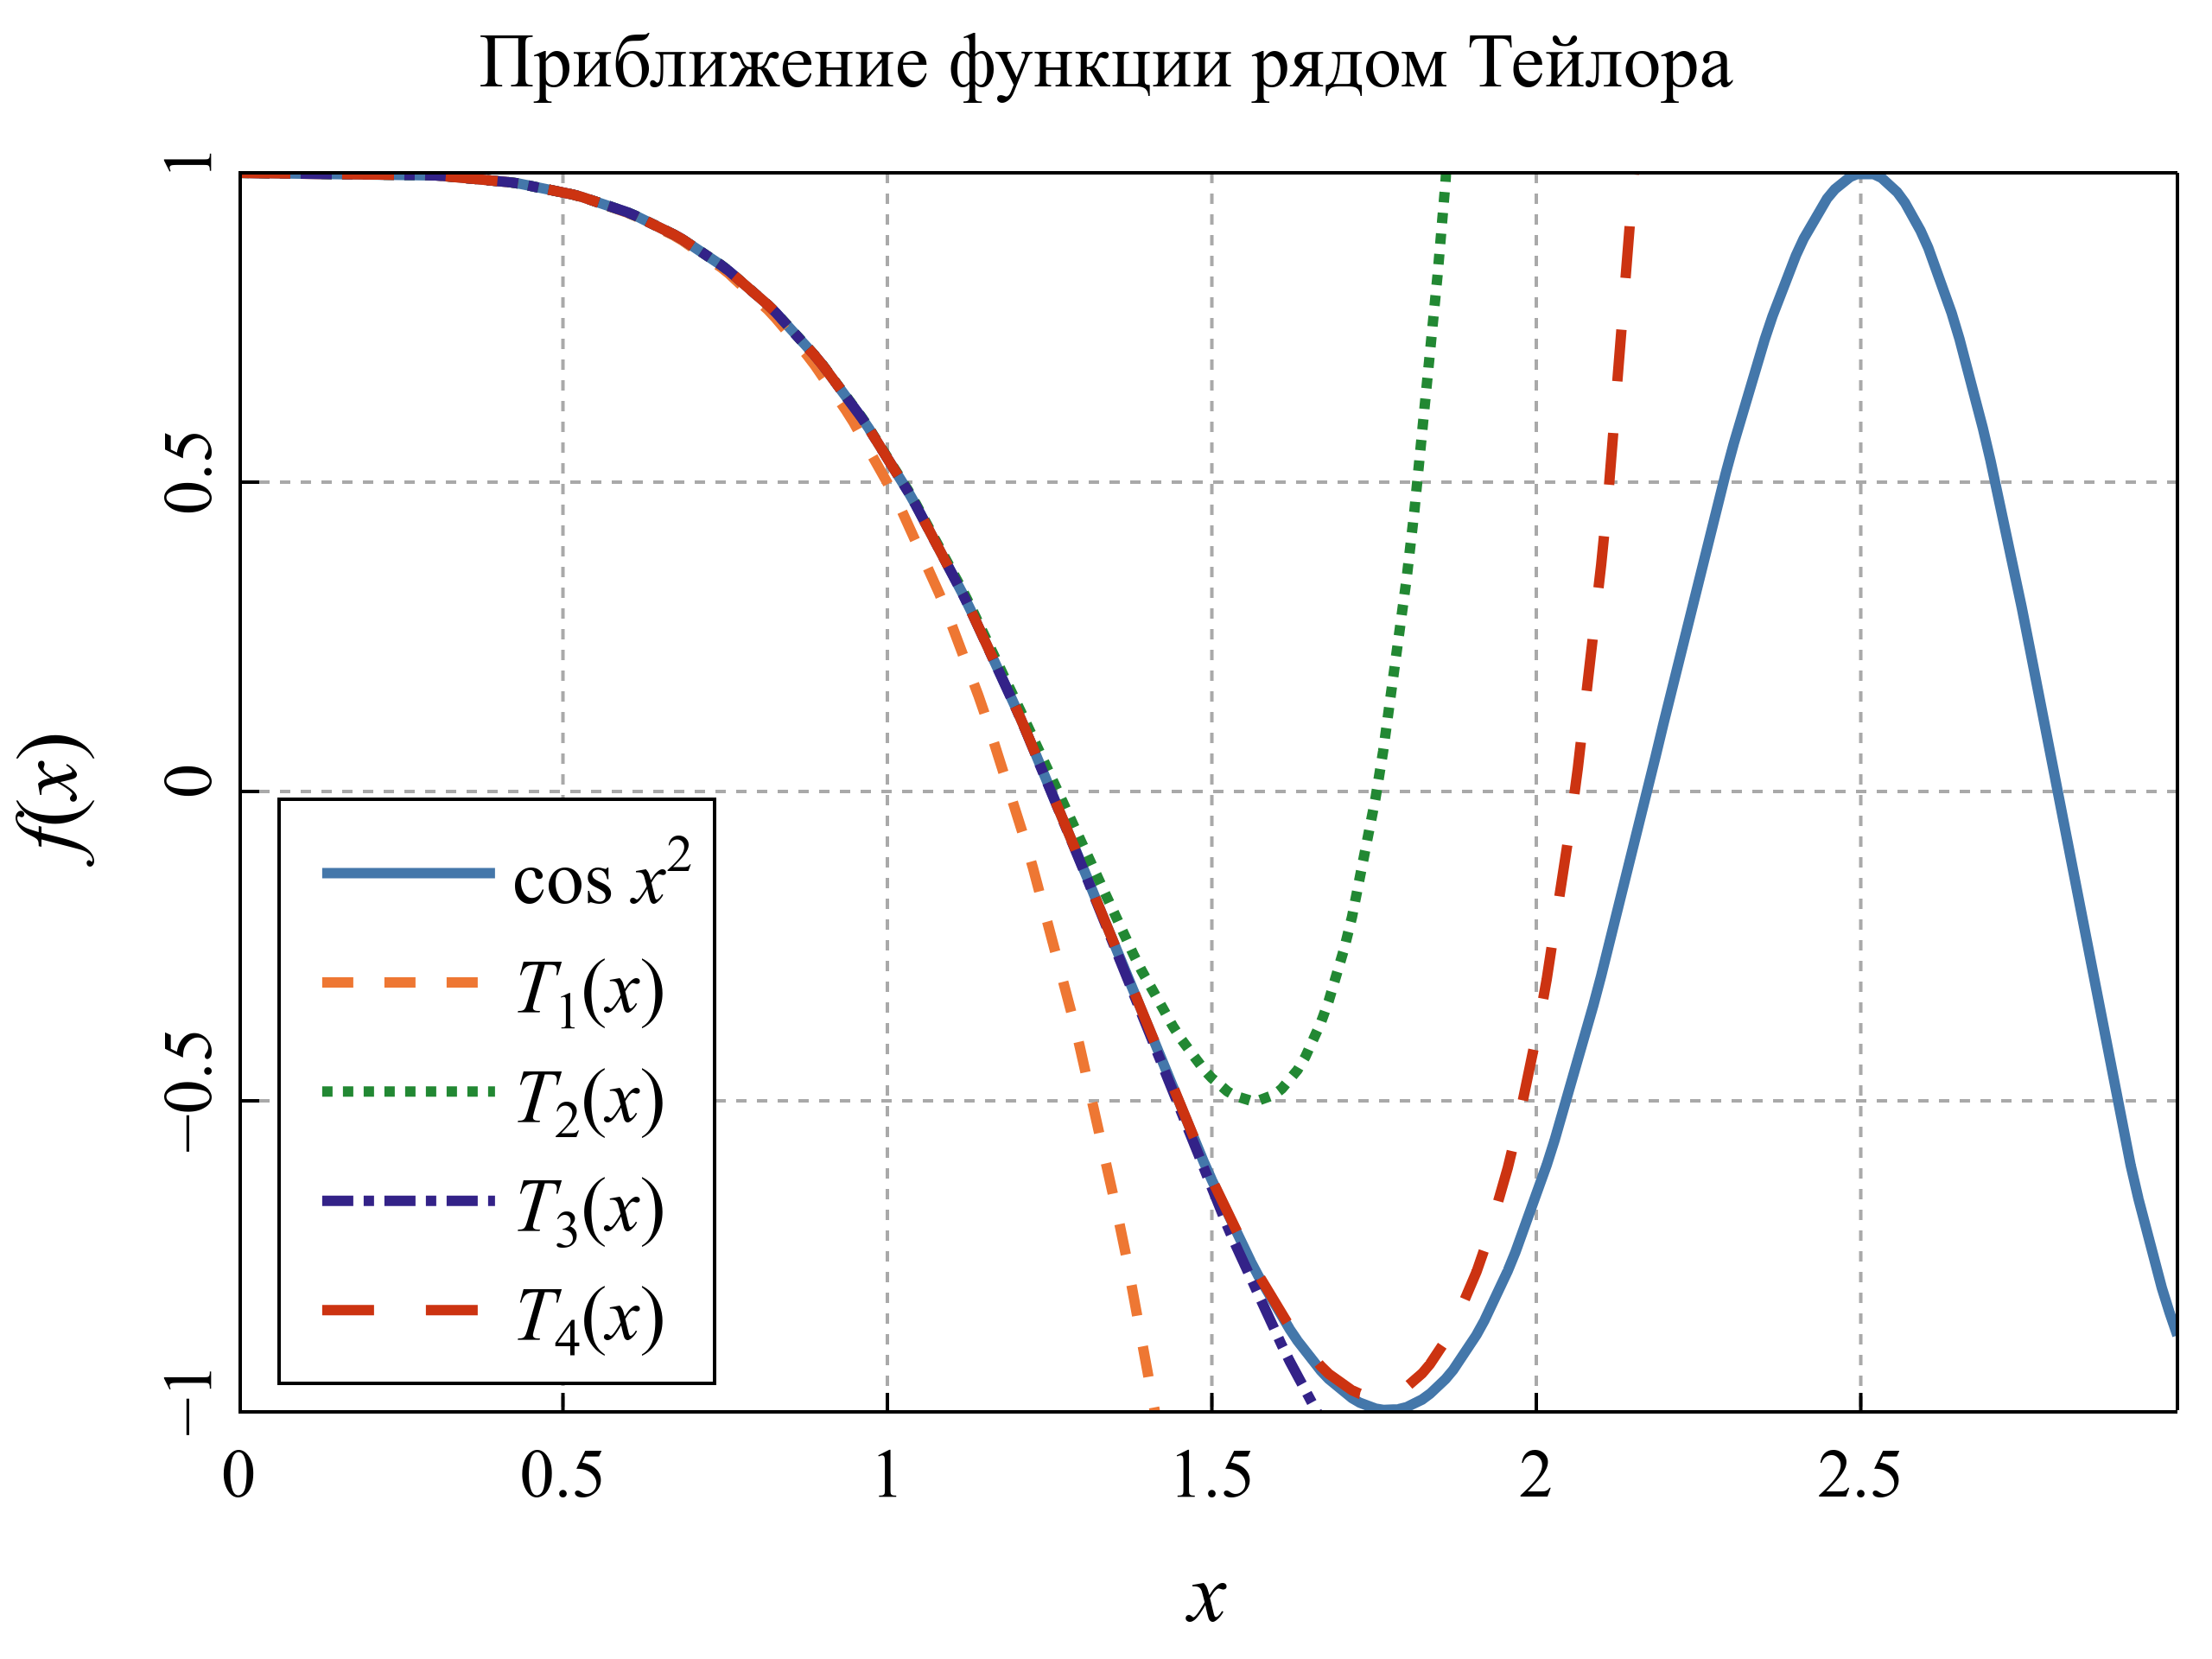 Приближение функции рядом Тейлора
f(x)
1
0.5
0
−0.5
−1
cos x²
T₁(x)
T₂(x)
T₃(x)
T₄(x)
0 0.5 1 1.5 2 2.5
x